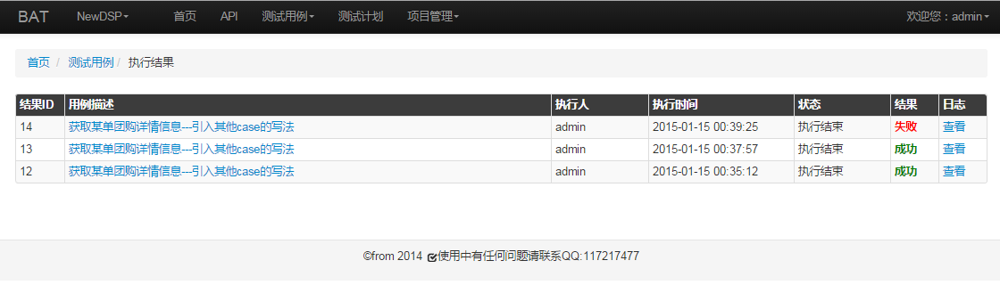 BAT NewDSP 首页 API 测试用例 测试计划 项目管理 欢迎您：admin
首页 / 测试用例 / 执行结果
结果ID 用例描述 执行人 执行时间 状态 结果 日志
14 获取某单团购详情信息---引入其他case的写法 admin 2015-01-15 00:39:25 执行结束 失败 查看
13 获取某单团购详情信息---引入其他case的写法 admin 2015-01-15 00:37:57 执行结束 成功 查看
12 获取某单团购详情信息---引入其他case的写法 admin 2015-01-15 00:35:12 执行结束 成功 查看
©from 2014 使用中有任何问题请联系QQ:117217477